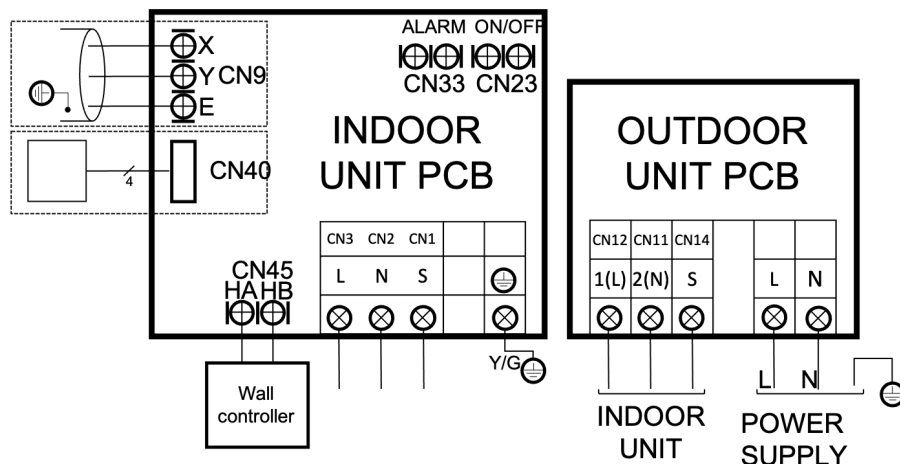 ALARM ON/OFF
CN33 CN23
X
Y CN9
E
CN40
4
INDOOR
UNIT PCB
CN45
HA HB
CN3 CN2 CN1
L N S
Y/G
Wall
controller
OUTDOOR
UNIT PCB
CN12 CN11 CN14
1(L) 2(N) S L N
L N
INDOOR
UNIT
POWER
SUPPLY